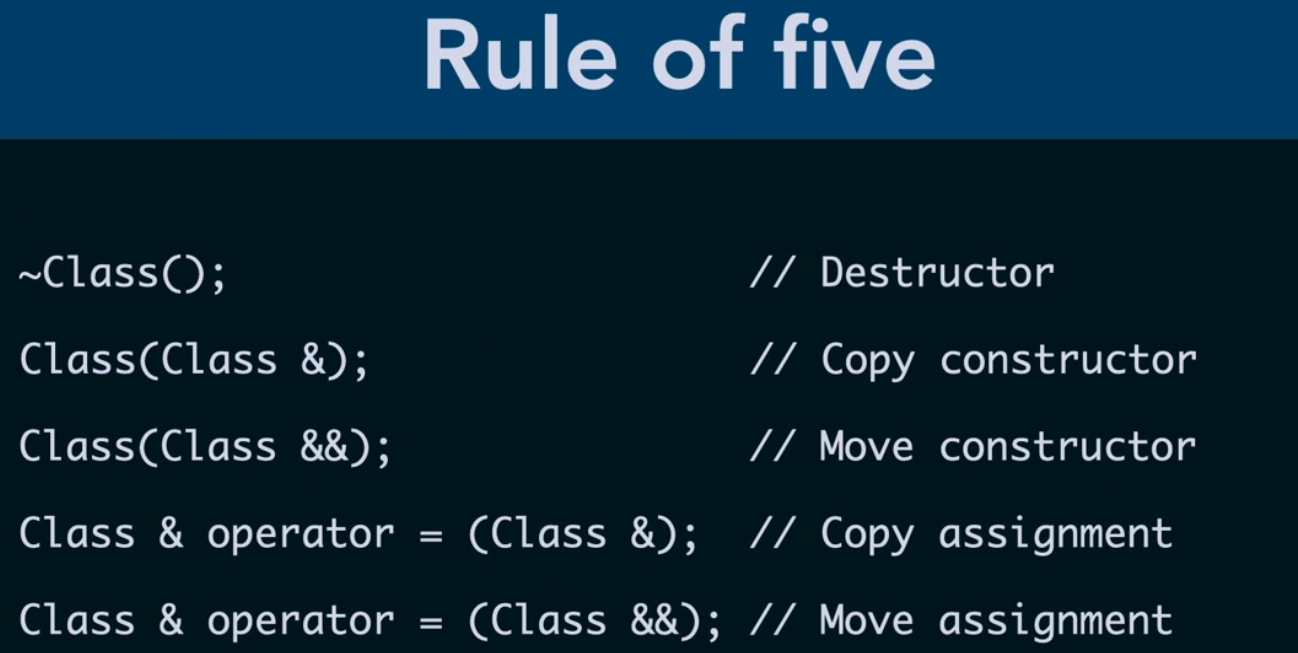 Rule of five
~Class(); // Destructor
Class(Class &); // Copy constructor
Class(Class &&); // Move constructor
Class & operator = (Class &); // Copy assignment
Class & operator = (Class &&); // Move assignment